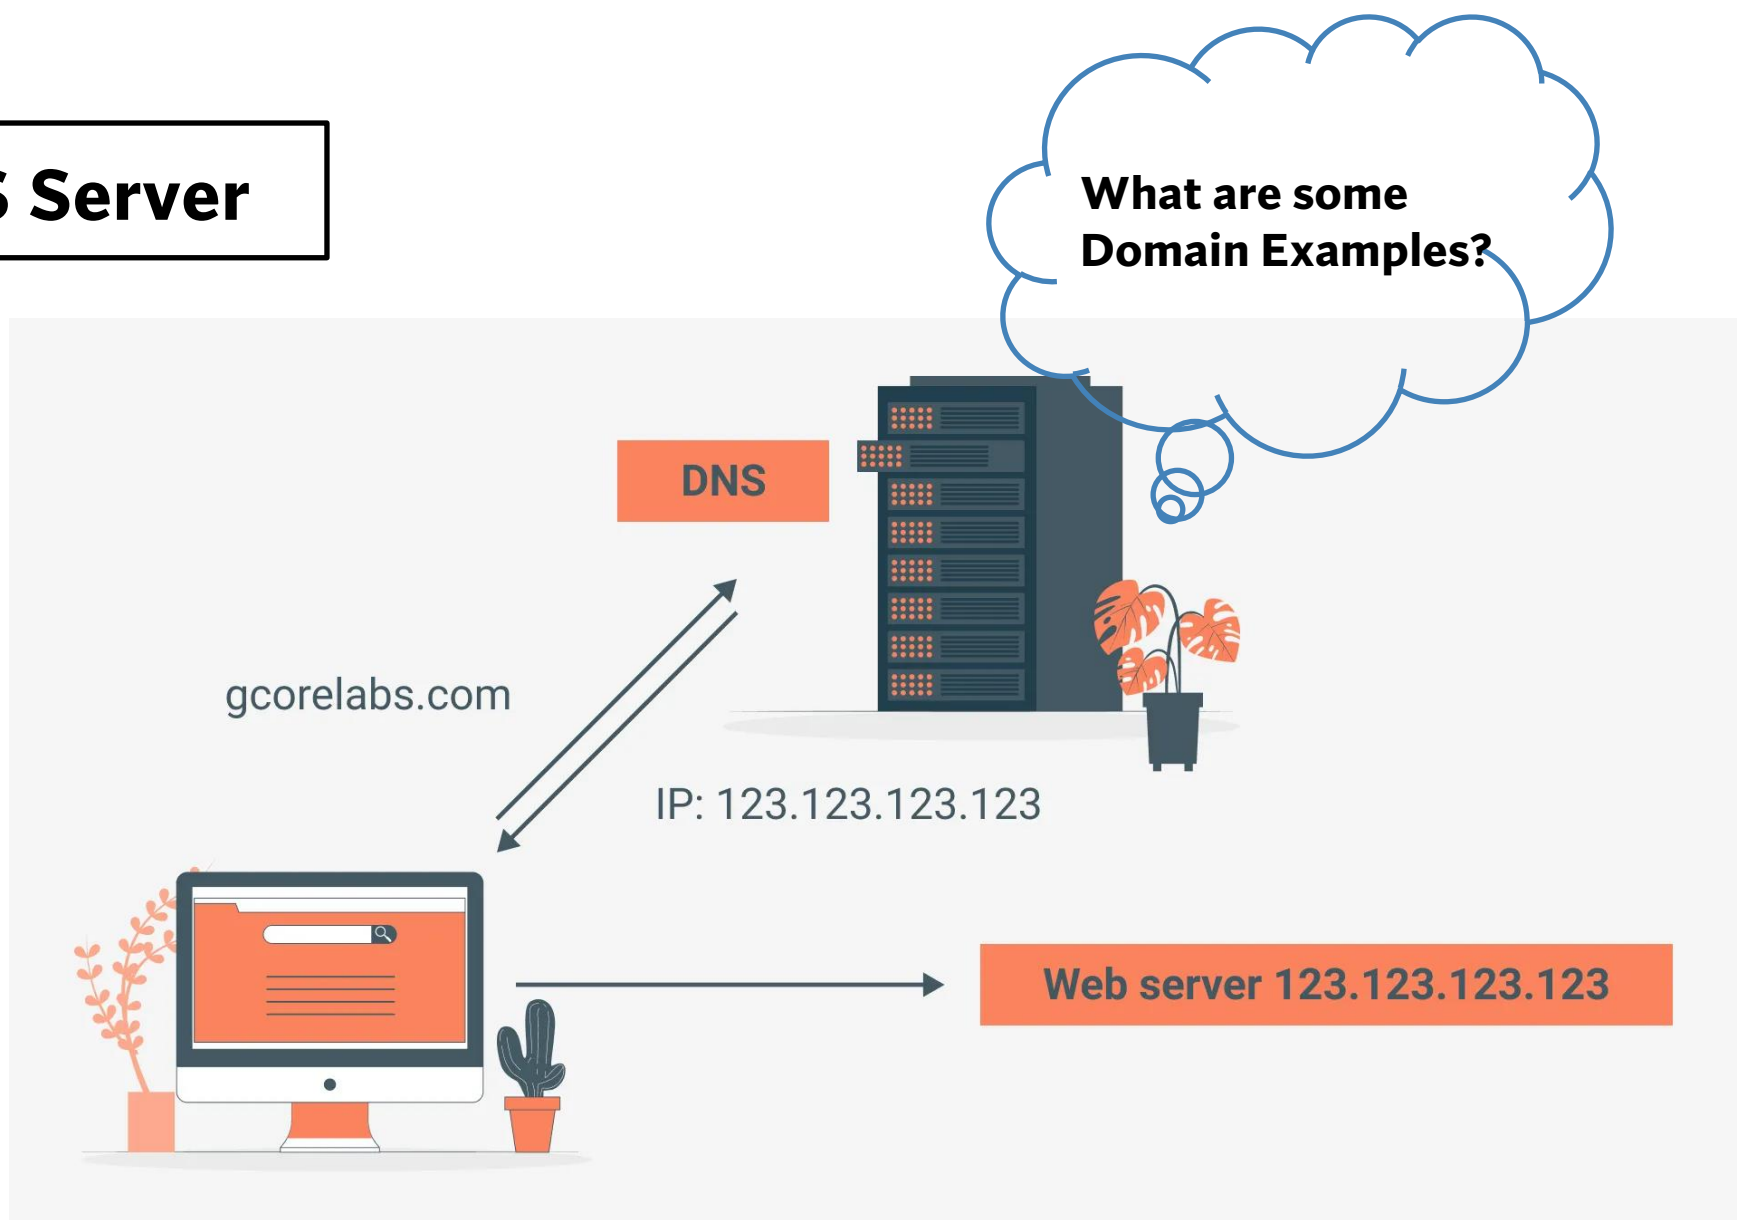 S Server
What are some
Domain Examples?
DNS
gcorelabs.com
IP: 123.123.123.123
Web server 123.123.123.123